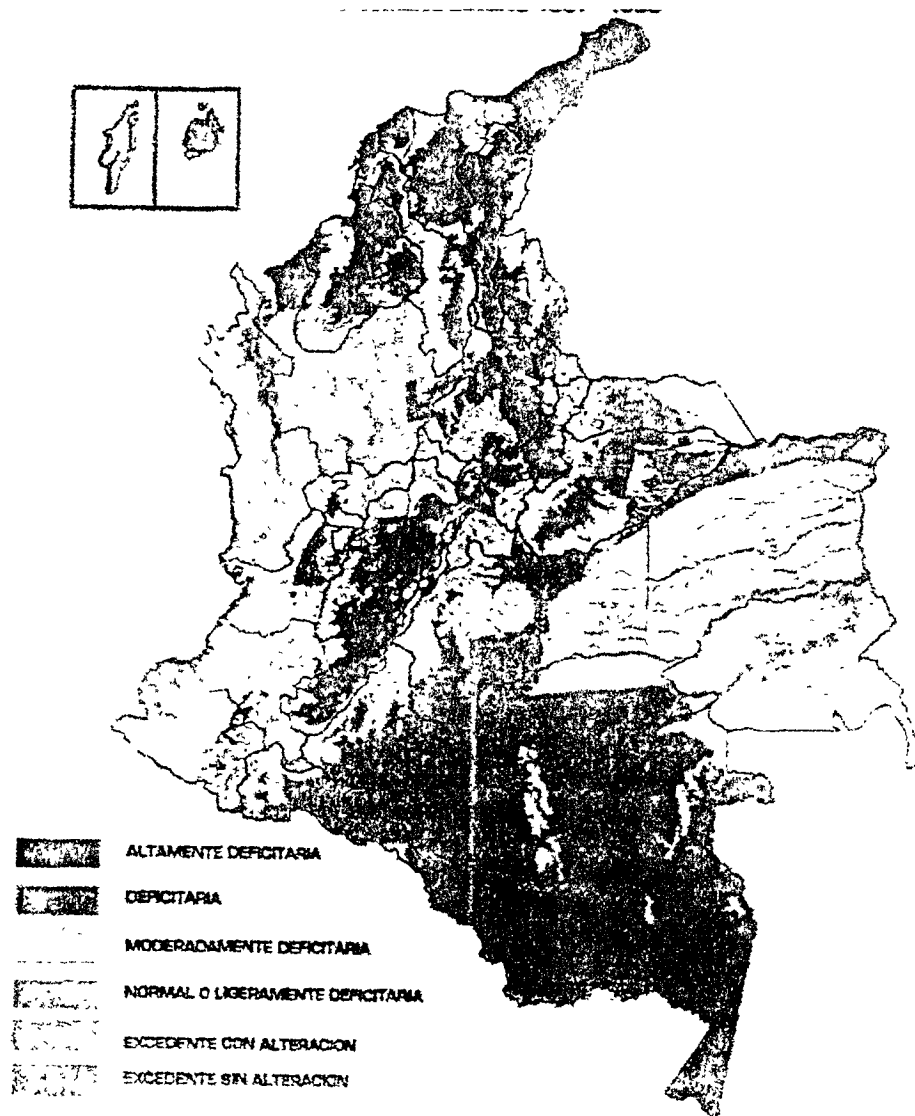 ALTAMENTE DEFICITARIA
DEFICITARIA
MODERADAMENTE DEFICITARIA
NORMAL O LIGERAMENTE DEFICITARIA
EXCEDENTE CON ALTERACION
EXCEDENTE SIN ALTERACION